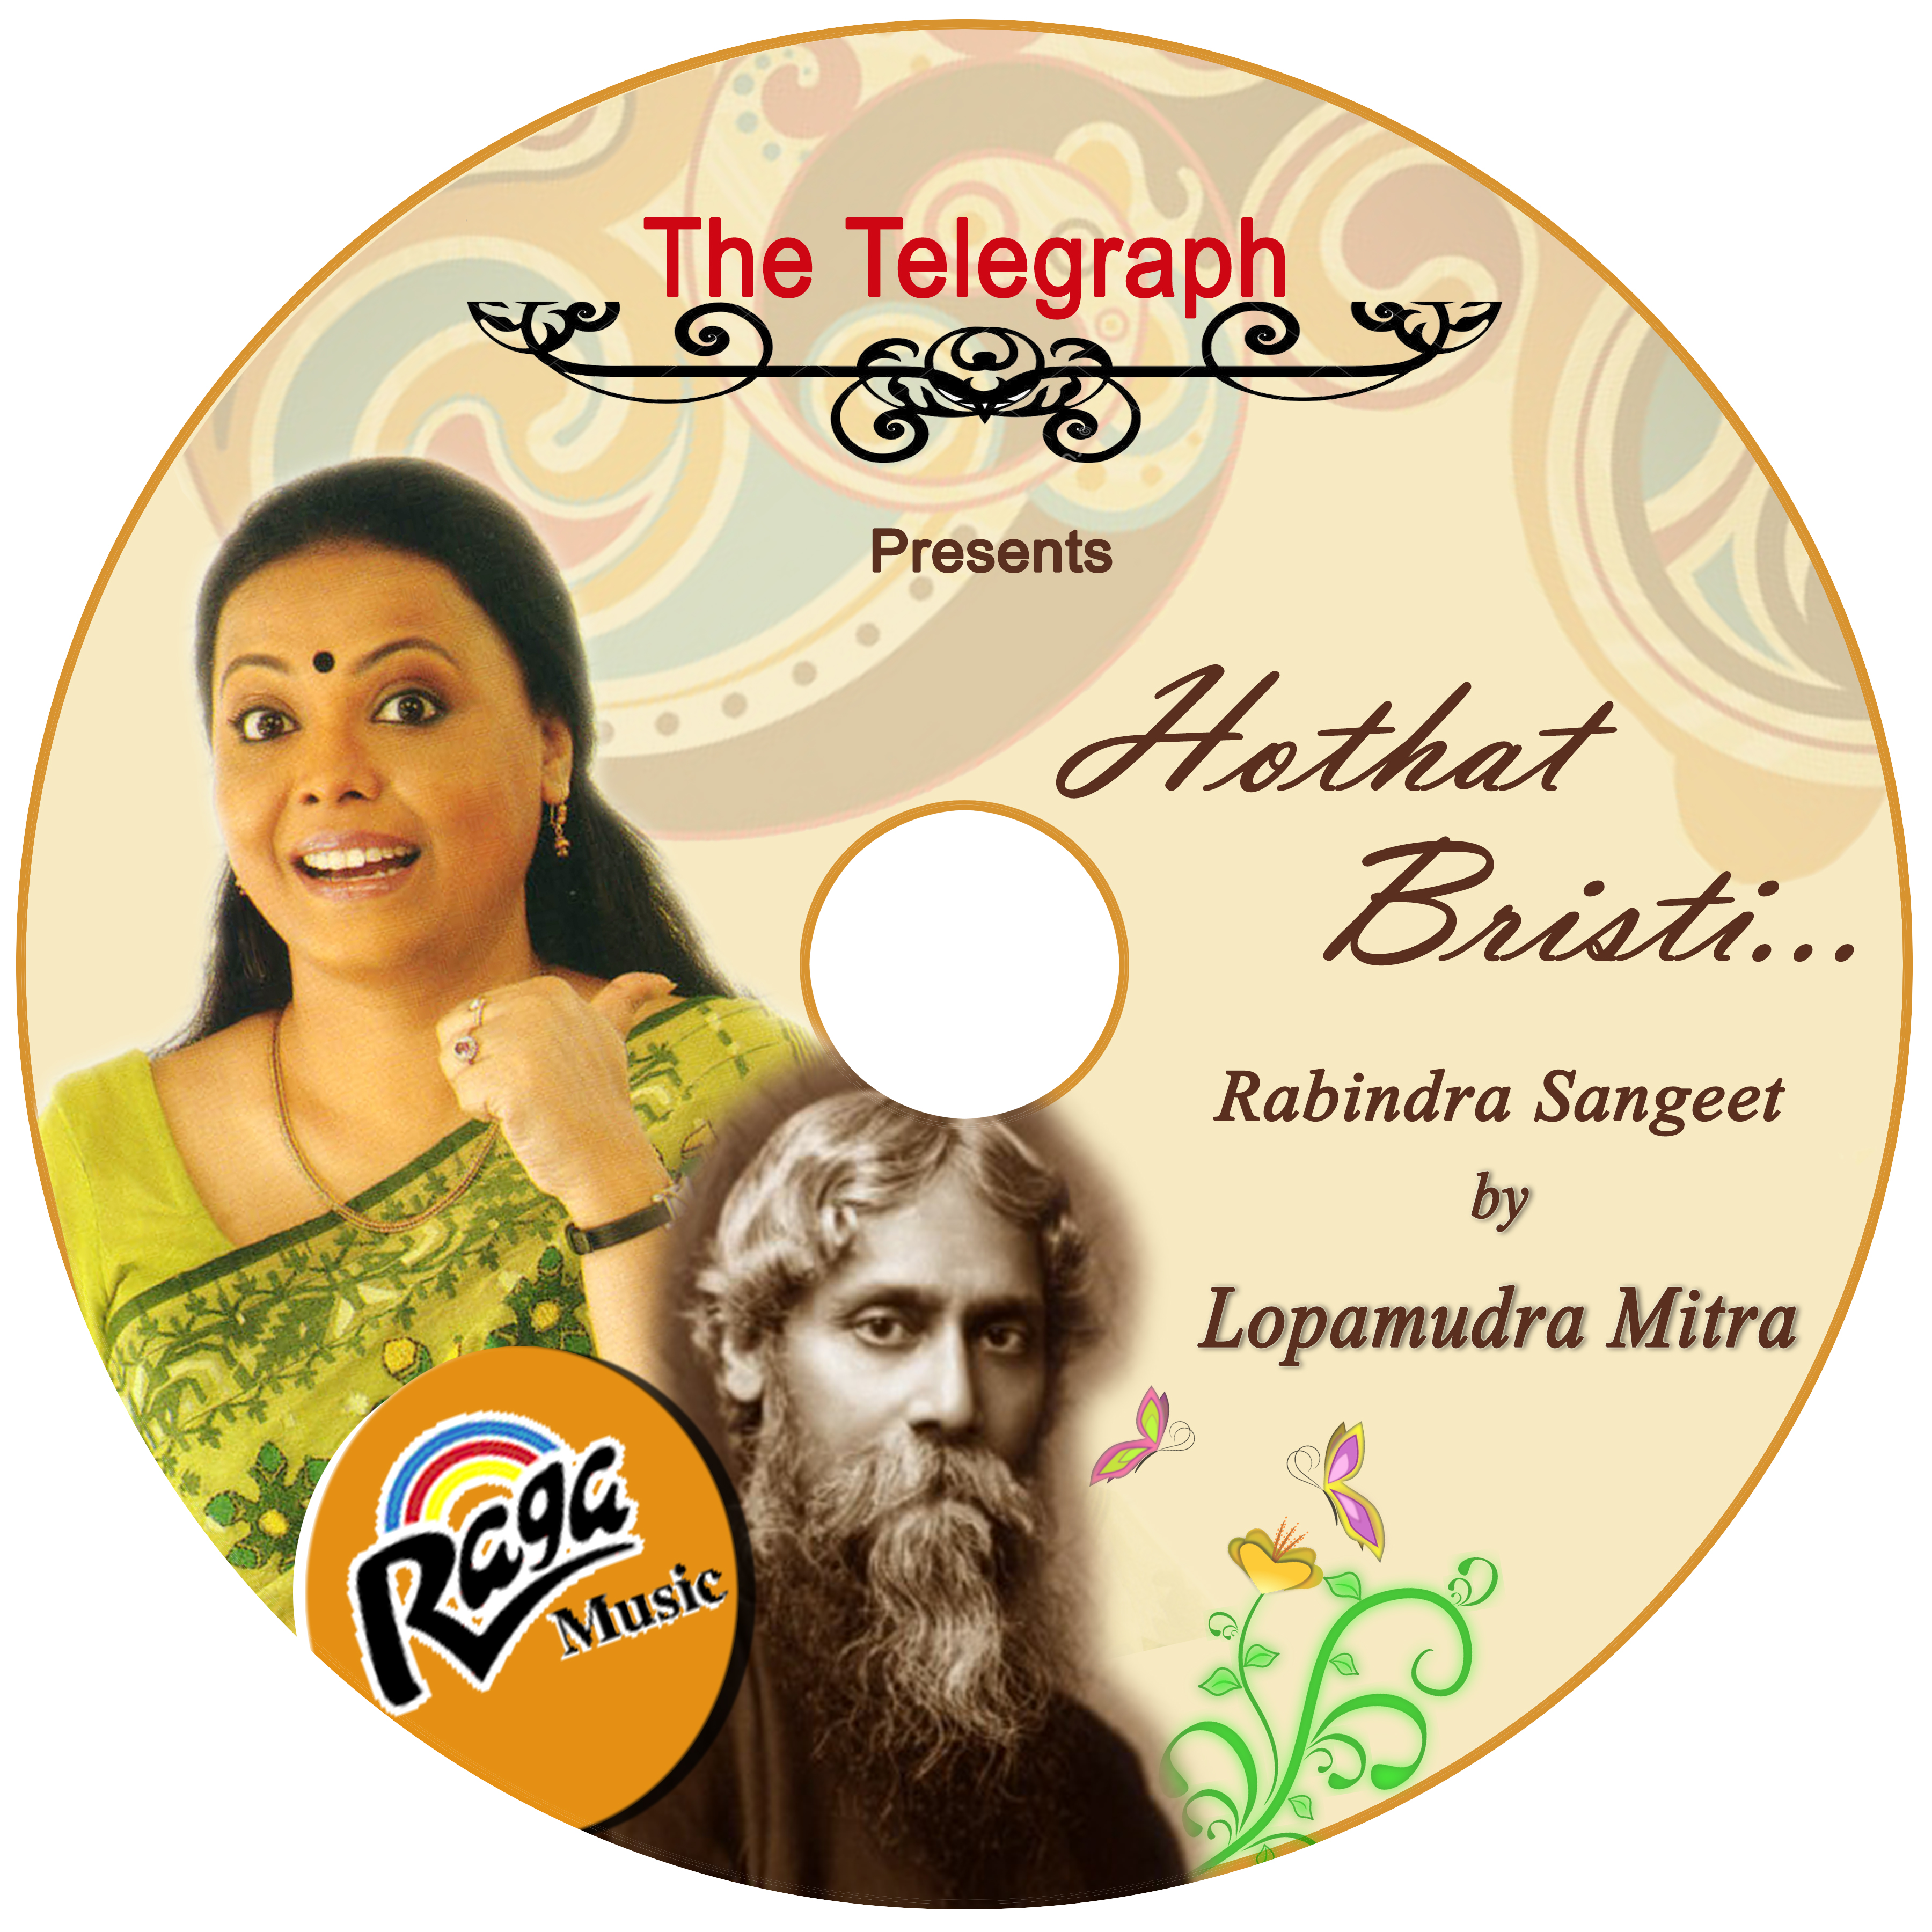 The Telegraph
Presents
Hothat
Bristi...
Rabindra Sangeet
by
Lopamudra Mitra
Raga
Music